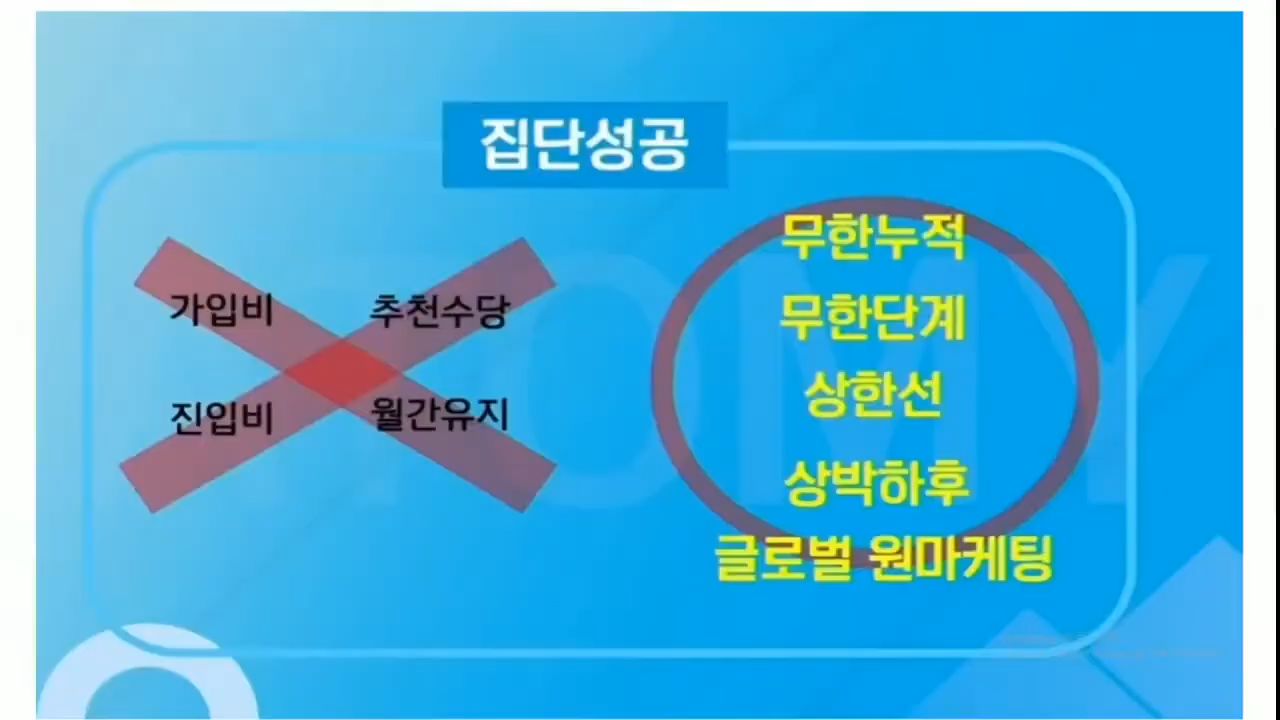 집단성공
가입비 추천수당
진입비 월간유지
무한누적
무한단계
상한선
상박하후
글로벌 원마케팅